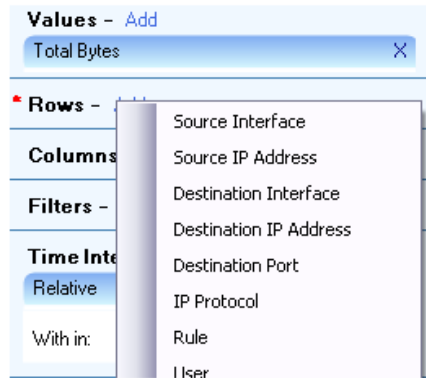 Values – Add
Total Bytes X
* Rows –
Source Interface
Columns
Source IP Address
Destination Interface
Filters –
Destination IP Address
Time Inte
Destination Port
Relative
IP Protocol
With in:
Rule
User